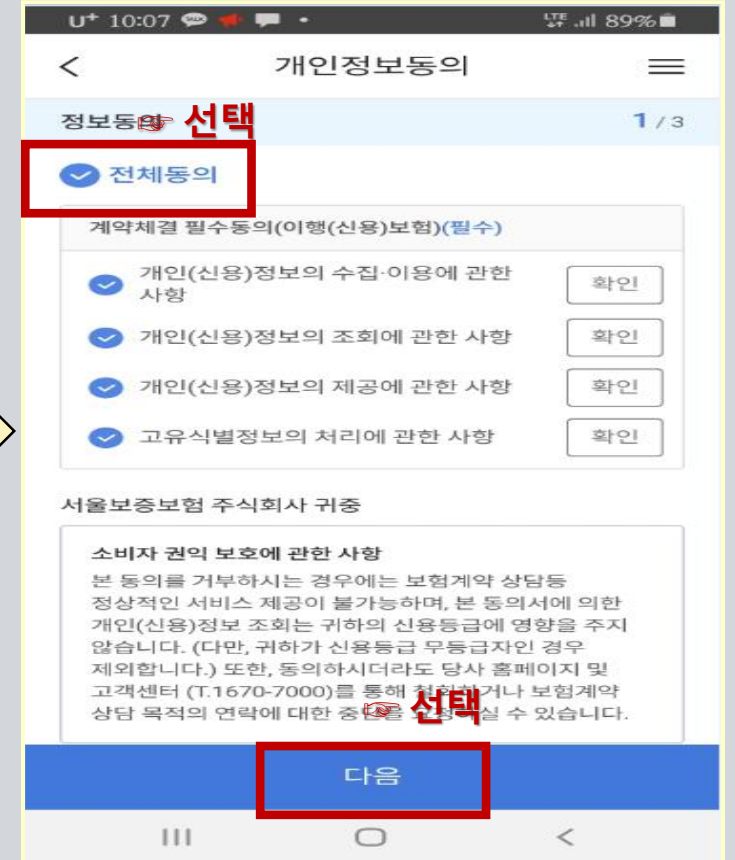 U+ 10:07 LTE 89%
개인정보동의
정보동의 ☞ 선택 1 / 3
전체동의
계약체결 필수동의(이행(신용)보험)(필수)
개인(신용)정보의 수집·이용에 관한
사항
확인
개인(신용)정보의 조회에 관한 사항 확인
개인(신용)정보의 제공에 관한 사항 확인
고유식별정보의 처리에 관한 사항 확인
서울보증보험 주식회사 귀중
소비자 권익 보호에 관한 사항
본 동의를 거부하시는 경우에는 보험계약 상담등
정상적인 서비스 제공이 불가능하며, 본 동의서에 의한
개인(신용)정보 조회는 귀하의 신용등급에 영향을 주지
않습니다. (다만, 귀하가 신용등급 무등급자인 경우
제외합니다.) 또한, 동의하시더라도 당사 홈페이지 및
고객센터 (T.1670-7000)를 통해 철회하거나 보험계약
상담 목적의 연락에 대한 중단을 요청하실 수 있습니다.
☞ 선택
다음